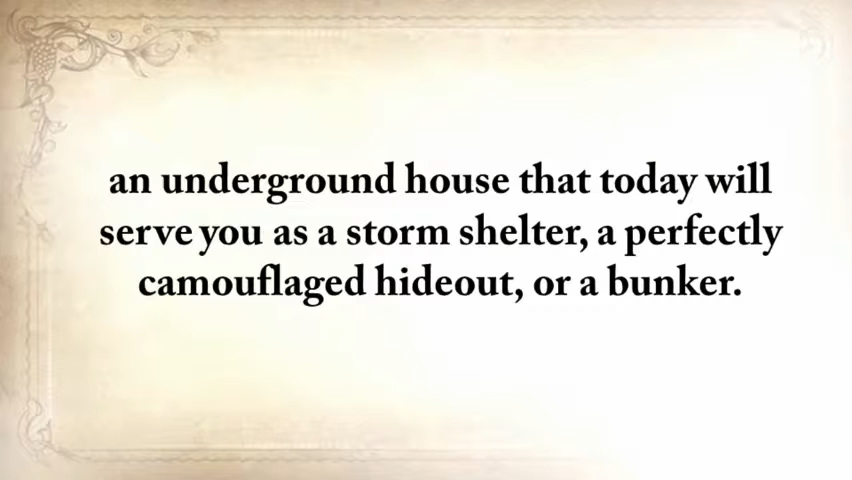 an underground house that today will
serve you as a storm shelter, a perfectly
camouflaged hideout, or a bunker.